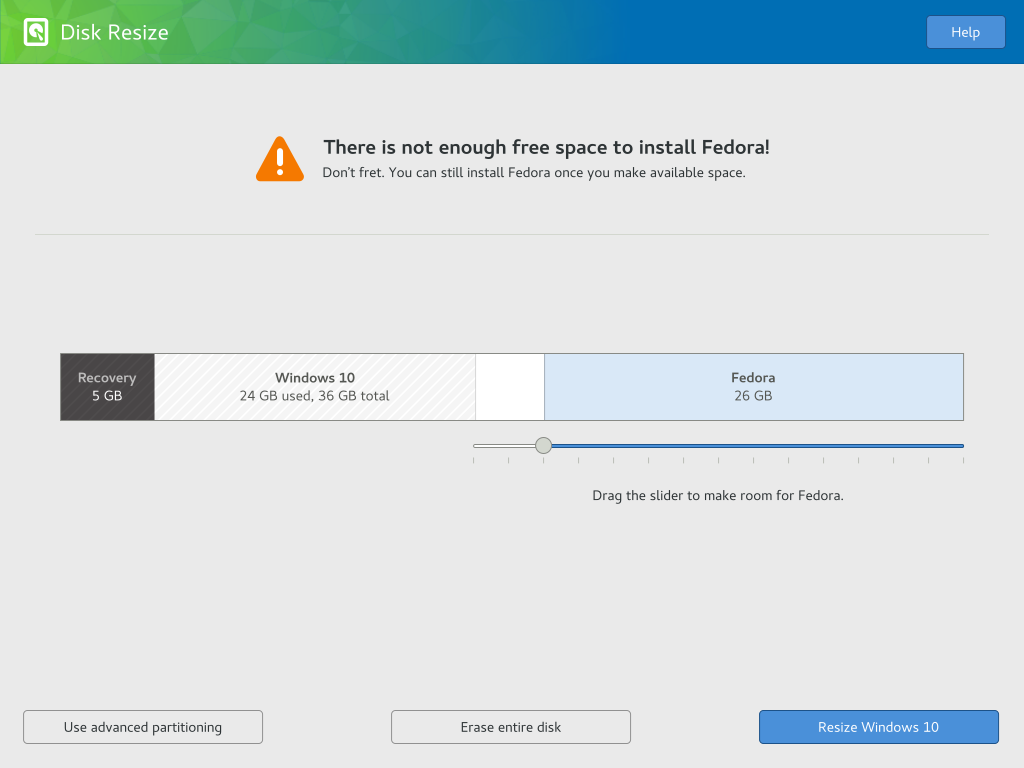 Disk Resize
Help
There is not enough free space to install Fedora!
Don't fret. You can still install Fedora once you make available space.
Recovery
5 GB
Windows 10
24 GB used, 36 GB total
Fedora
26 GB
Drag the slider to make room for Fedora.
Use advanced partitioning
Erase entire disk
Resize Windows 10